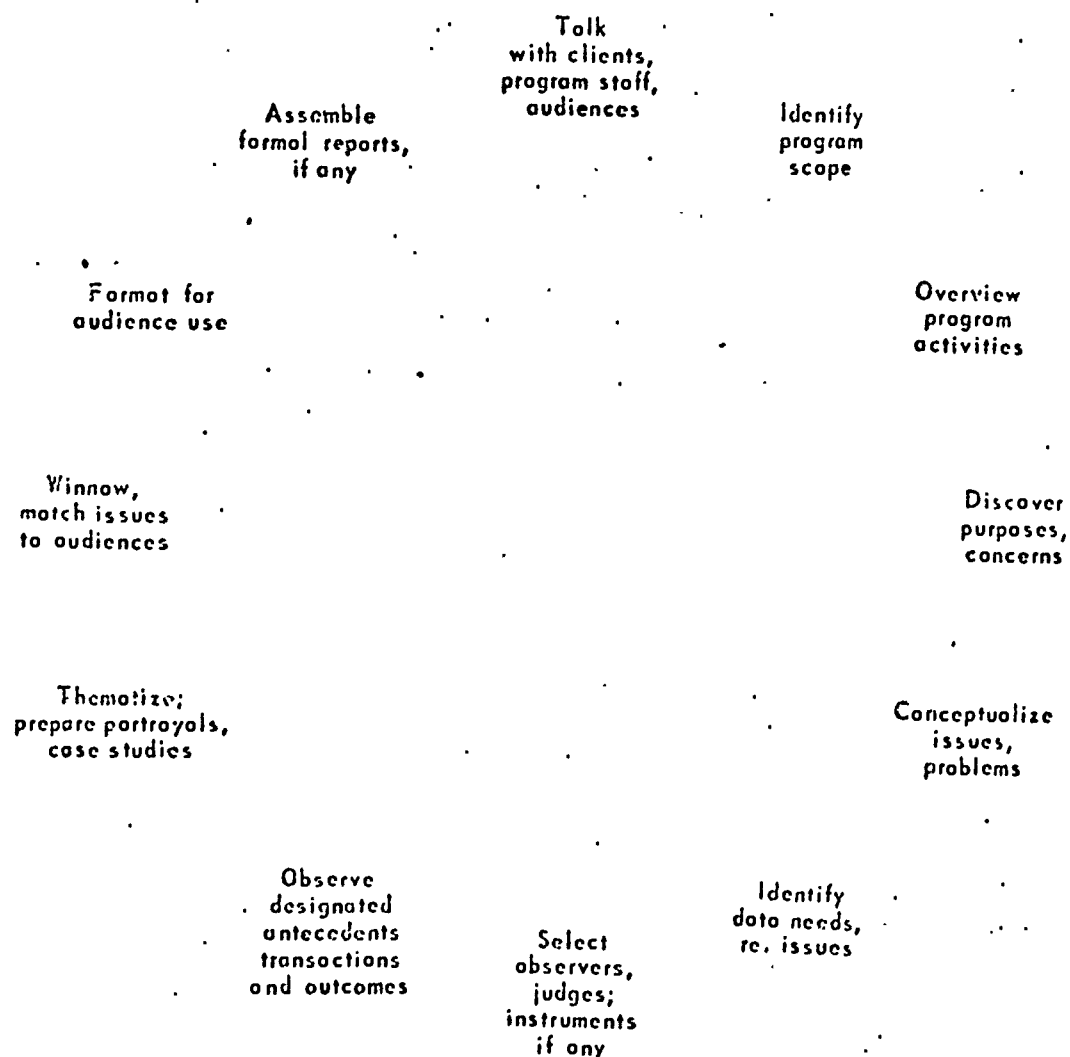 Talk
with clients,
program staff,
audiences
Identify
program
scope
Overview
program
activities
Discover
purposes,
concerns
Conceptualize
issues,
problems
Identify
data needs,
re. issues
Select
observers,
judges;
instruments
if any
Observe
designated
antecedents
transactions
and outcomes
Thematize;
prepare portrayals,
case studies
Winnow,
match issues
to audiences
Format for
audience use
Assemble
formal reports,
if any